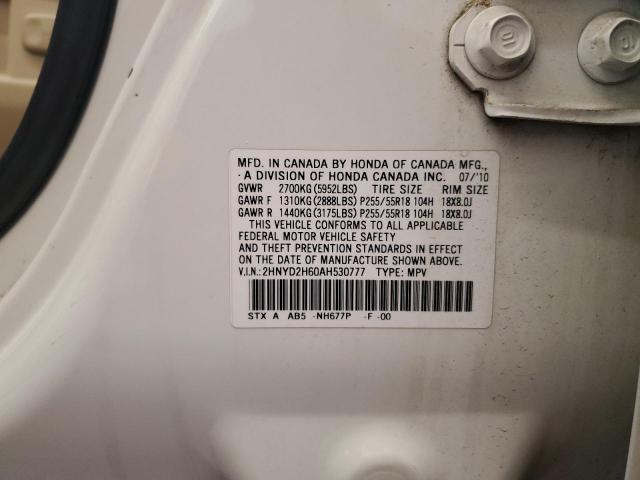 MFD. IN CANADA BY HONDA OF CANADA MFG.,
A DIVISION OF HONDA CANADA INC. 07/'10
GVWR 2700KG(5952LBS) TIRE SIZE RIM SIZE
GAWR F 1310KG(2888LBS) P255/55R18 104H 18X8.0J
GAWR R 1440KG(3175LBS) P255/55R18 104H 18X8.0J
THIS VEHICLE CONFORMS TO ALL APPLICABLE
FEDERAL MOTOR VEHICLE SAFETY
AND THEFT PREVENTION STANDARDS IN EFFECT
ON THE DATE OF MANUFACTURE SHOWN ABOVE.
V.I.N.: 2HNYD2H60AH530777 TYPE: MPV
STX A AB5 -NH677P -F -00